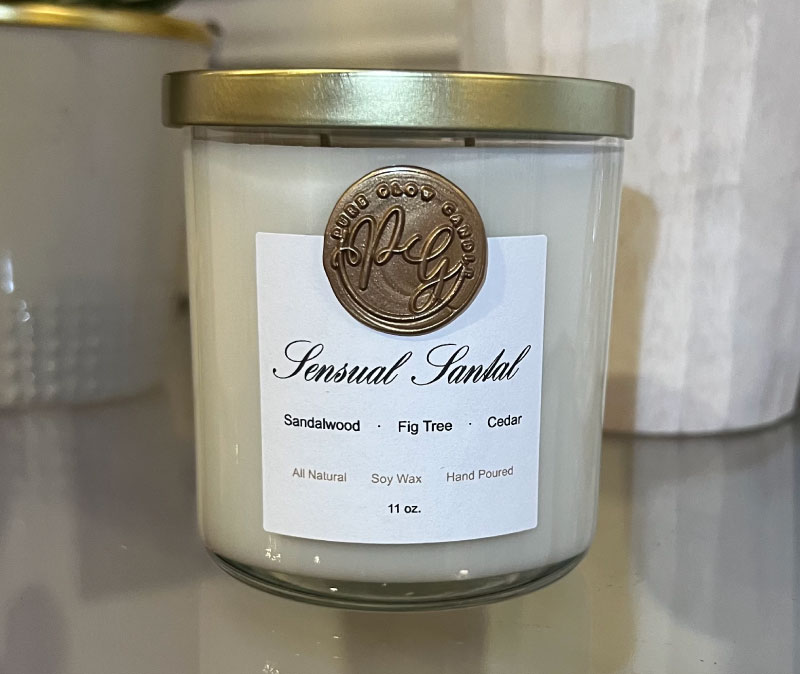 PURE GLOW CANDLE
PG
Sensual Santal
Sandalwood · Fig Tree · Cedar
All Natural Soy Wax Hand Poured
11 oz.